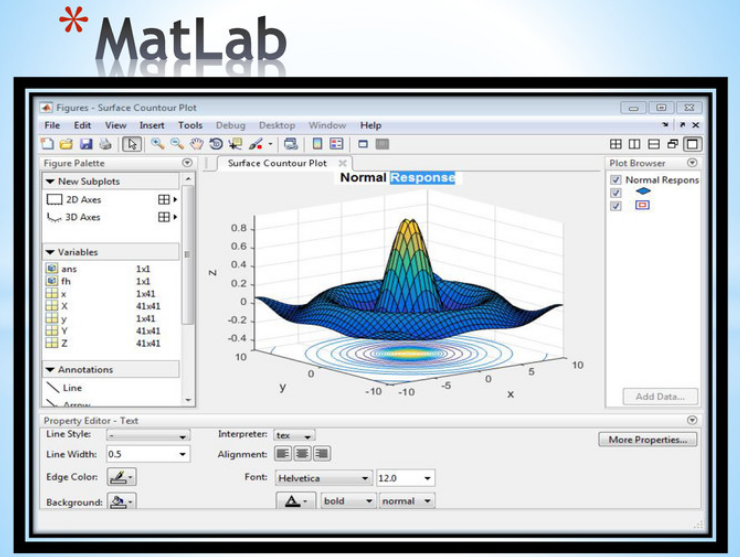 *MatLab
Figures - Surface Countour Plot
File Edit View Insert Tools Debug Desktop Window Help
Figure Palette
Surface Countour Plot
Plot Browser
New Subplots
2D Axes
3D Axes
Variables
ans 1x1
fh 1x1
x 1x41
X 41x41
y 1x41
Y 41x41
Z 41x41
Annotations
Line
Arrow
Normal Response
0.8
0.6
0.4
0.2
0
-0.2
-0.4
z
10
0
-10
y
-10
-5
0
5
10
x
Normal Respons
Add Data...
Property Editor - Text
Line Style: - Interpreter: tex
More Properties...
Line Width: 0.5 Alignment:
Edge Color: Font: Helvetica 12.0
Background: A bold normal